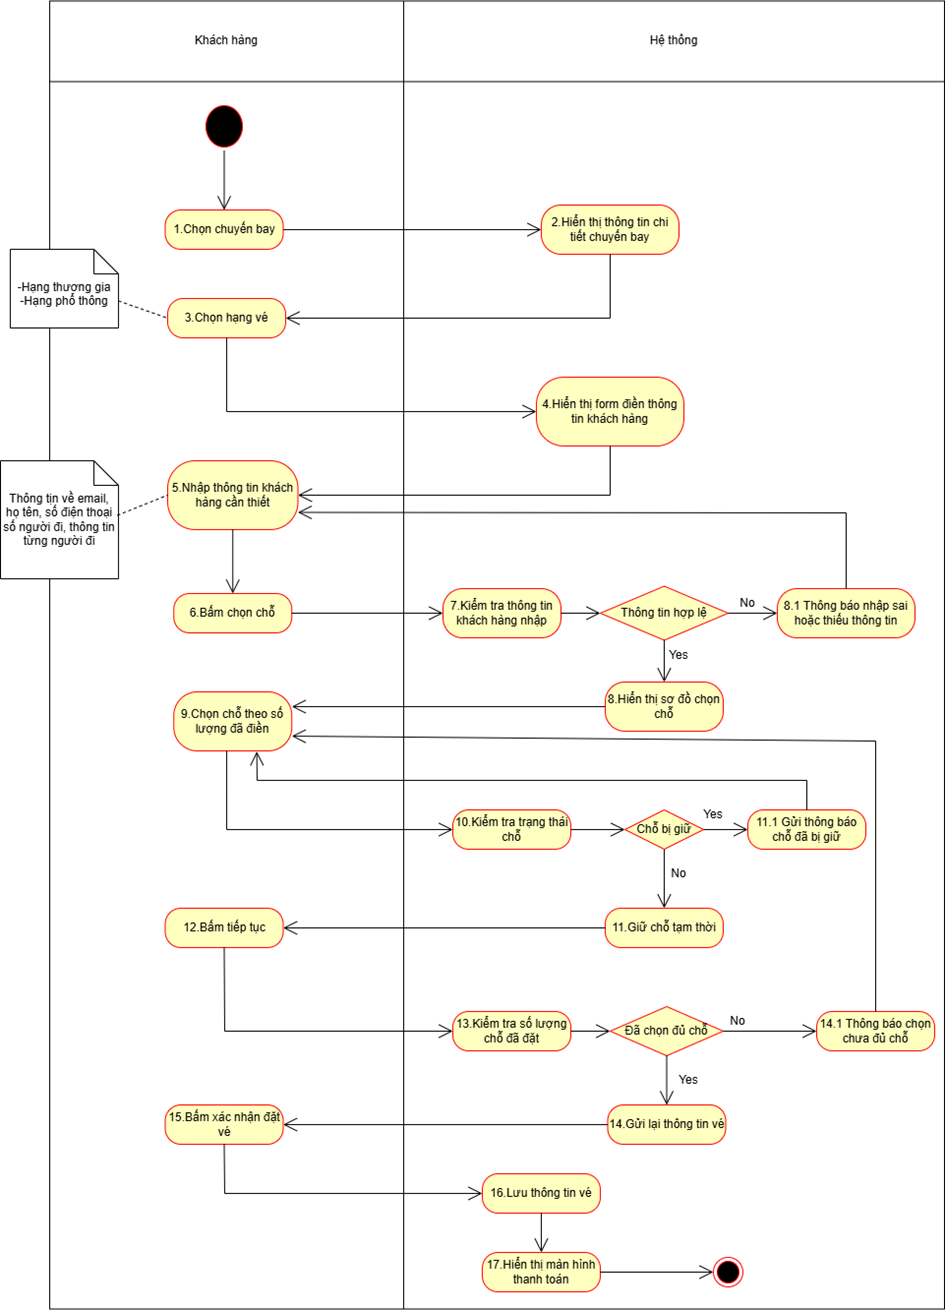 Khách hàng
Hệ thông
1.Chọn chuyến bay
2.Hiển thị thông tin chi
tiết chuyến bay
-Hạng thương gia
-Hạng phổ thông
3.Chọn hạng vé
4.Hiển thị form điền thông
tin khách hàng
5.Nhập thông tin khách
hàng cần thiết
Thông tin về email,
họ tên, số điện thoại
số người đi, thông tin
từng người đi
6.Bấm chọn chỗ
7.Kiểm tra thông tin
khách hàng nhập
Thông tin hợp lệ
No
8.1 Thông báo nhập sai
hoặc thiếu thông tin
Yes
8.Hiển thị sơ đồ chọn
chỗ
9.Chọn chỗ theo số
lượng đã điền
10.Kiểm tra trạng thái
chỗ
Chỗ bị giữ
Yes
11.1 Gửi thông báo
chỗ đã bị giữ
No
11.Giữ chỗ tạm thời
12.Bấm tiếp tục
13.Kiểm tra số lượng
chỗ đã đặt
Đã chọn đủ chỗ
No
14.1 Thông báo chọn
chưa đủ chỗ
Yes
14.Gửi lại thông tin vé
15.Bấm xác nhận đặt
vé
16.Lưu thông tin vé
17.Hiển thị màn hình
thanh toán